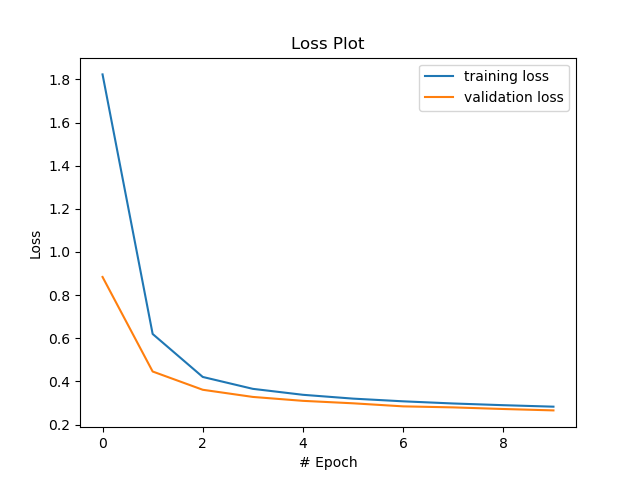 Loss Plot
training loss
validation loss
Loss
1.8
1.6
1.4
1.2
1.0
0.8
0.6
0.4
0.2
0 2 4 6 8
# Epoch